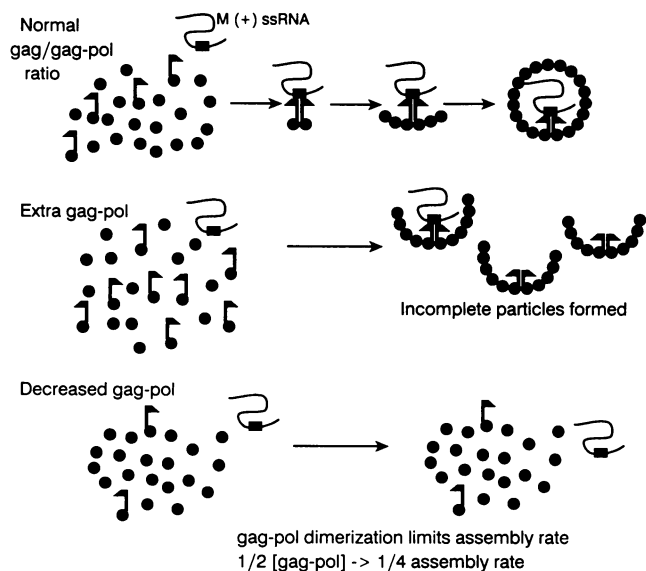 Normal
gag/gag-pol
ratio
M (+) ssRNA
Extra gag-pol
Incomplete particles formed
Decreased gag-pol
gag-pol dimerization limits assembly rate
1/2 [gag-pol] -> 1/4 assembly rate